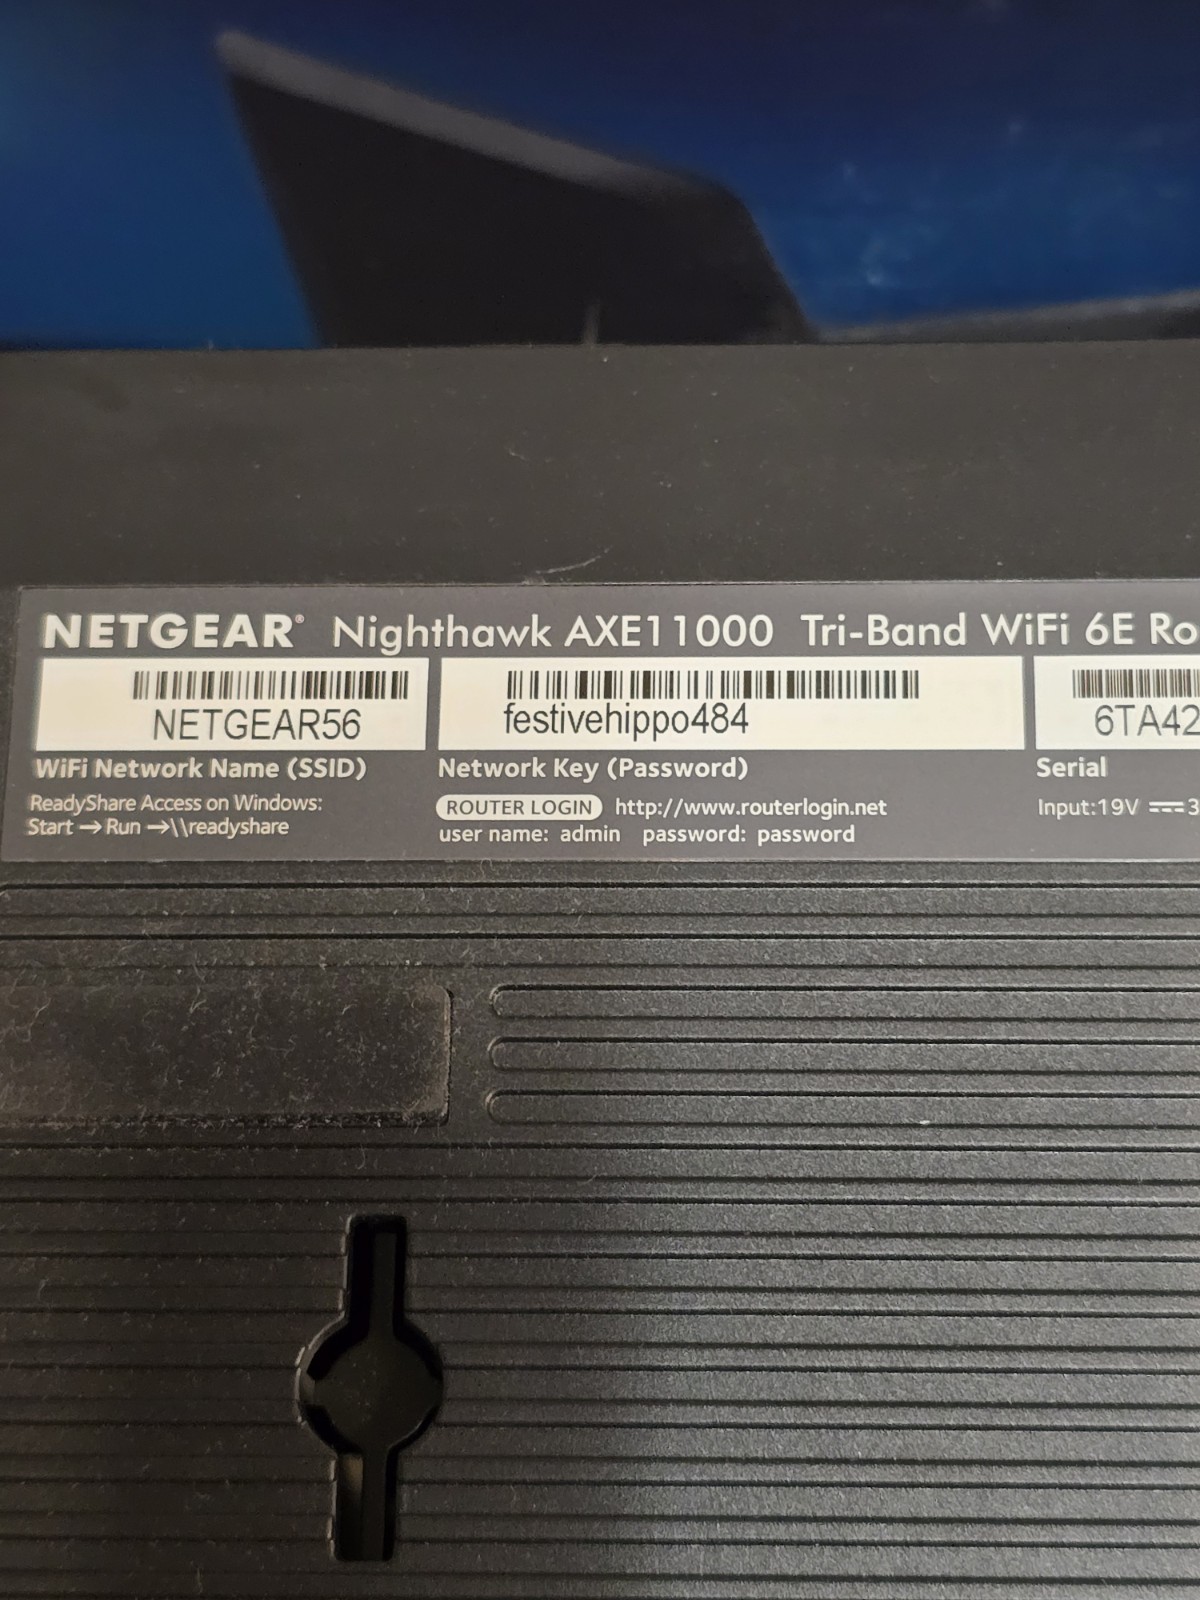 NETGEAR® Nighthawk AXE11000 Tri-Band WiFi 6E Ro
NETGEAR56
festivehippo484
6TA42
WiFi Network Name (SSID)
Network Key (Password)
Serial
ReadyShare Access on Windows:
Start → Run → \\readyshare
ROUTER LOGIN http://www.routerlogin.net
user name: admin password: password
Input:19V ⎓ 3